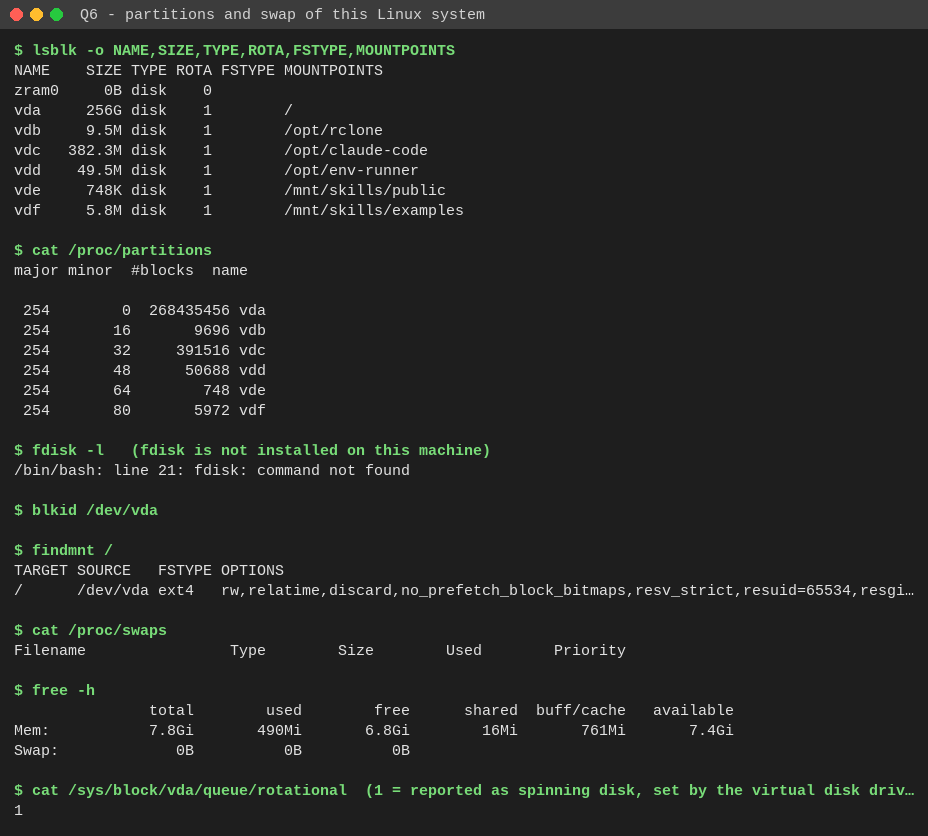 Q6 - partitions and swap of this Linux system
$ lsblk -o NAME,SIZE,TYPE,ROTA,FSTYPE,MOUNTPOINTS
NAME    SIZE TYPE ROTA FSTYPE MOUNTPOINTS
zram0     0B disk    0
vda     256G disk    1        /
vdb     9.5M disk    1        /opt/rclone
vdc   382.3M disk    1        /opt/claude-code
vdd    49.5M disk    1        /opt/env-runner
vde     748K disk    1        /mnt/skills/public
vdf     5.8M disk    1        /mnt/skills/examples
$ cat /proc/partitions
major minor  #blocks  name
 254        0  268435456 vda
 254       16       9696 vdb
 254       32     391516 vdc
 254       48      50688 vdd
 254       64        748 vde
 254       80       5972 vdf
$ fdisk -l   (fdisk is not installed on this machine)
/bin/bash: line 21: fdisk: command not found
$ blkid /dev/vda
$ findmnt /
TARGET SOURCE   FSTYPE OPTIONS
/      /dev/vda ext4   rw,relatime,discard,no_prefetch_block_bitmaps,resv_strict,resuid=65534,resgi…
$ cat /proc/swaps
Filename                Type        Size        Used        Priority
$ free -h
               total        used        free      shared  buff/cache   available
Mem:           7.8Gi       490Mi       6.8Gi        16Mi       761Mi       7.4Gi
Swap:             0B          0B          0B
$ cat /sys/block/vda/queue/rotational  (1 = reported as spinning disk, set by the virtual disk driv…
1